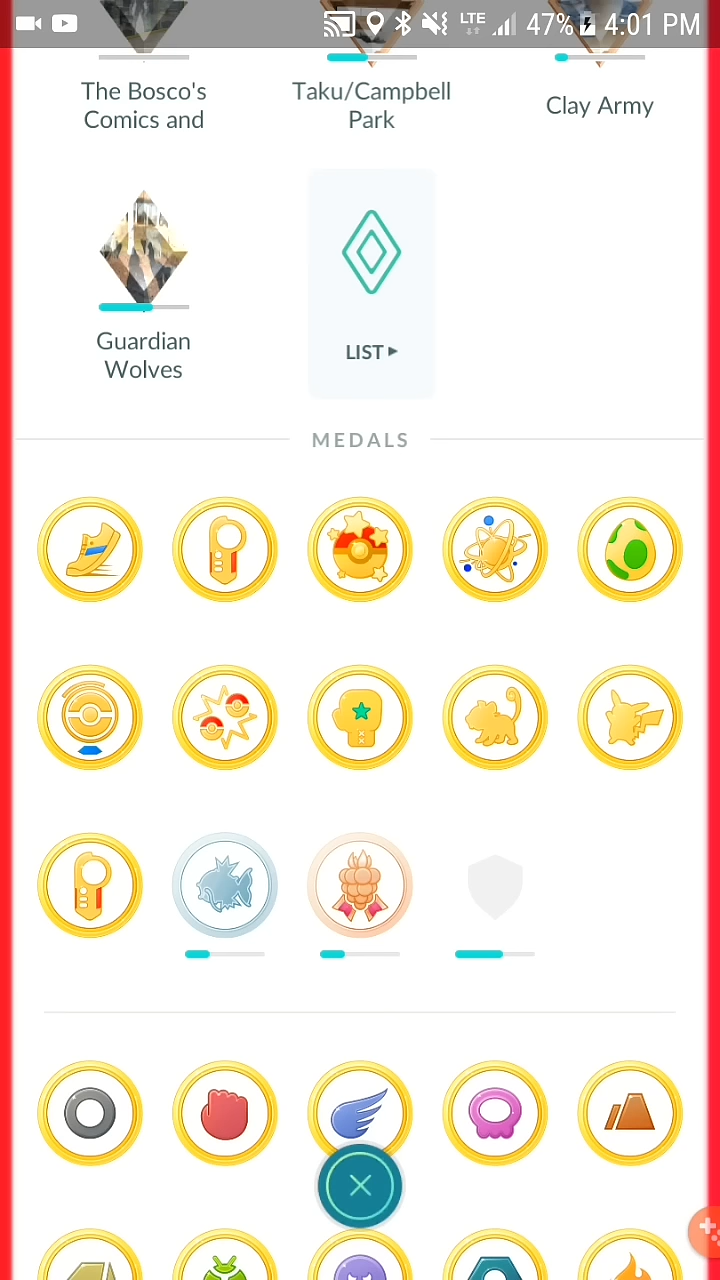 LTE 47% 4:01 PM
The Bosco's Taku/Campbell Clay Army
Comics and Park
Guardian
Wolves
LIST
MEDALS